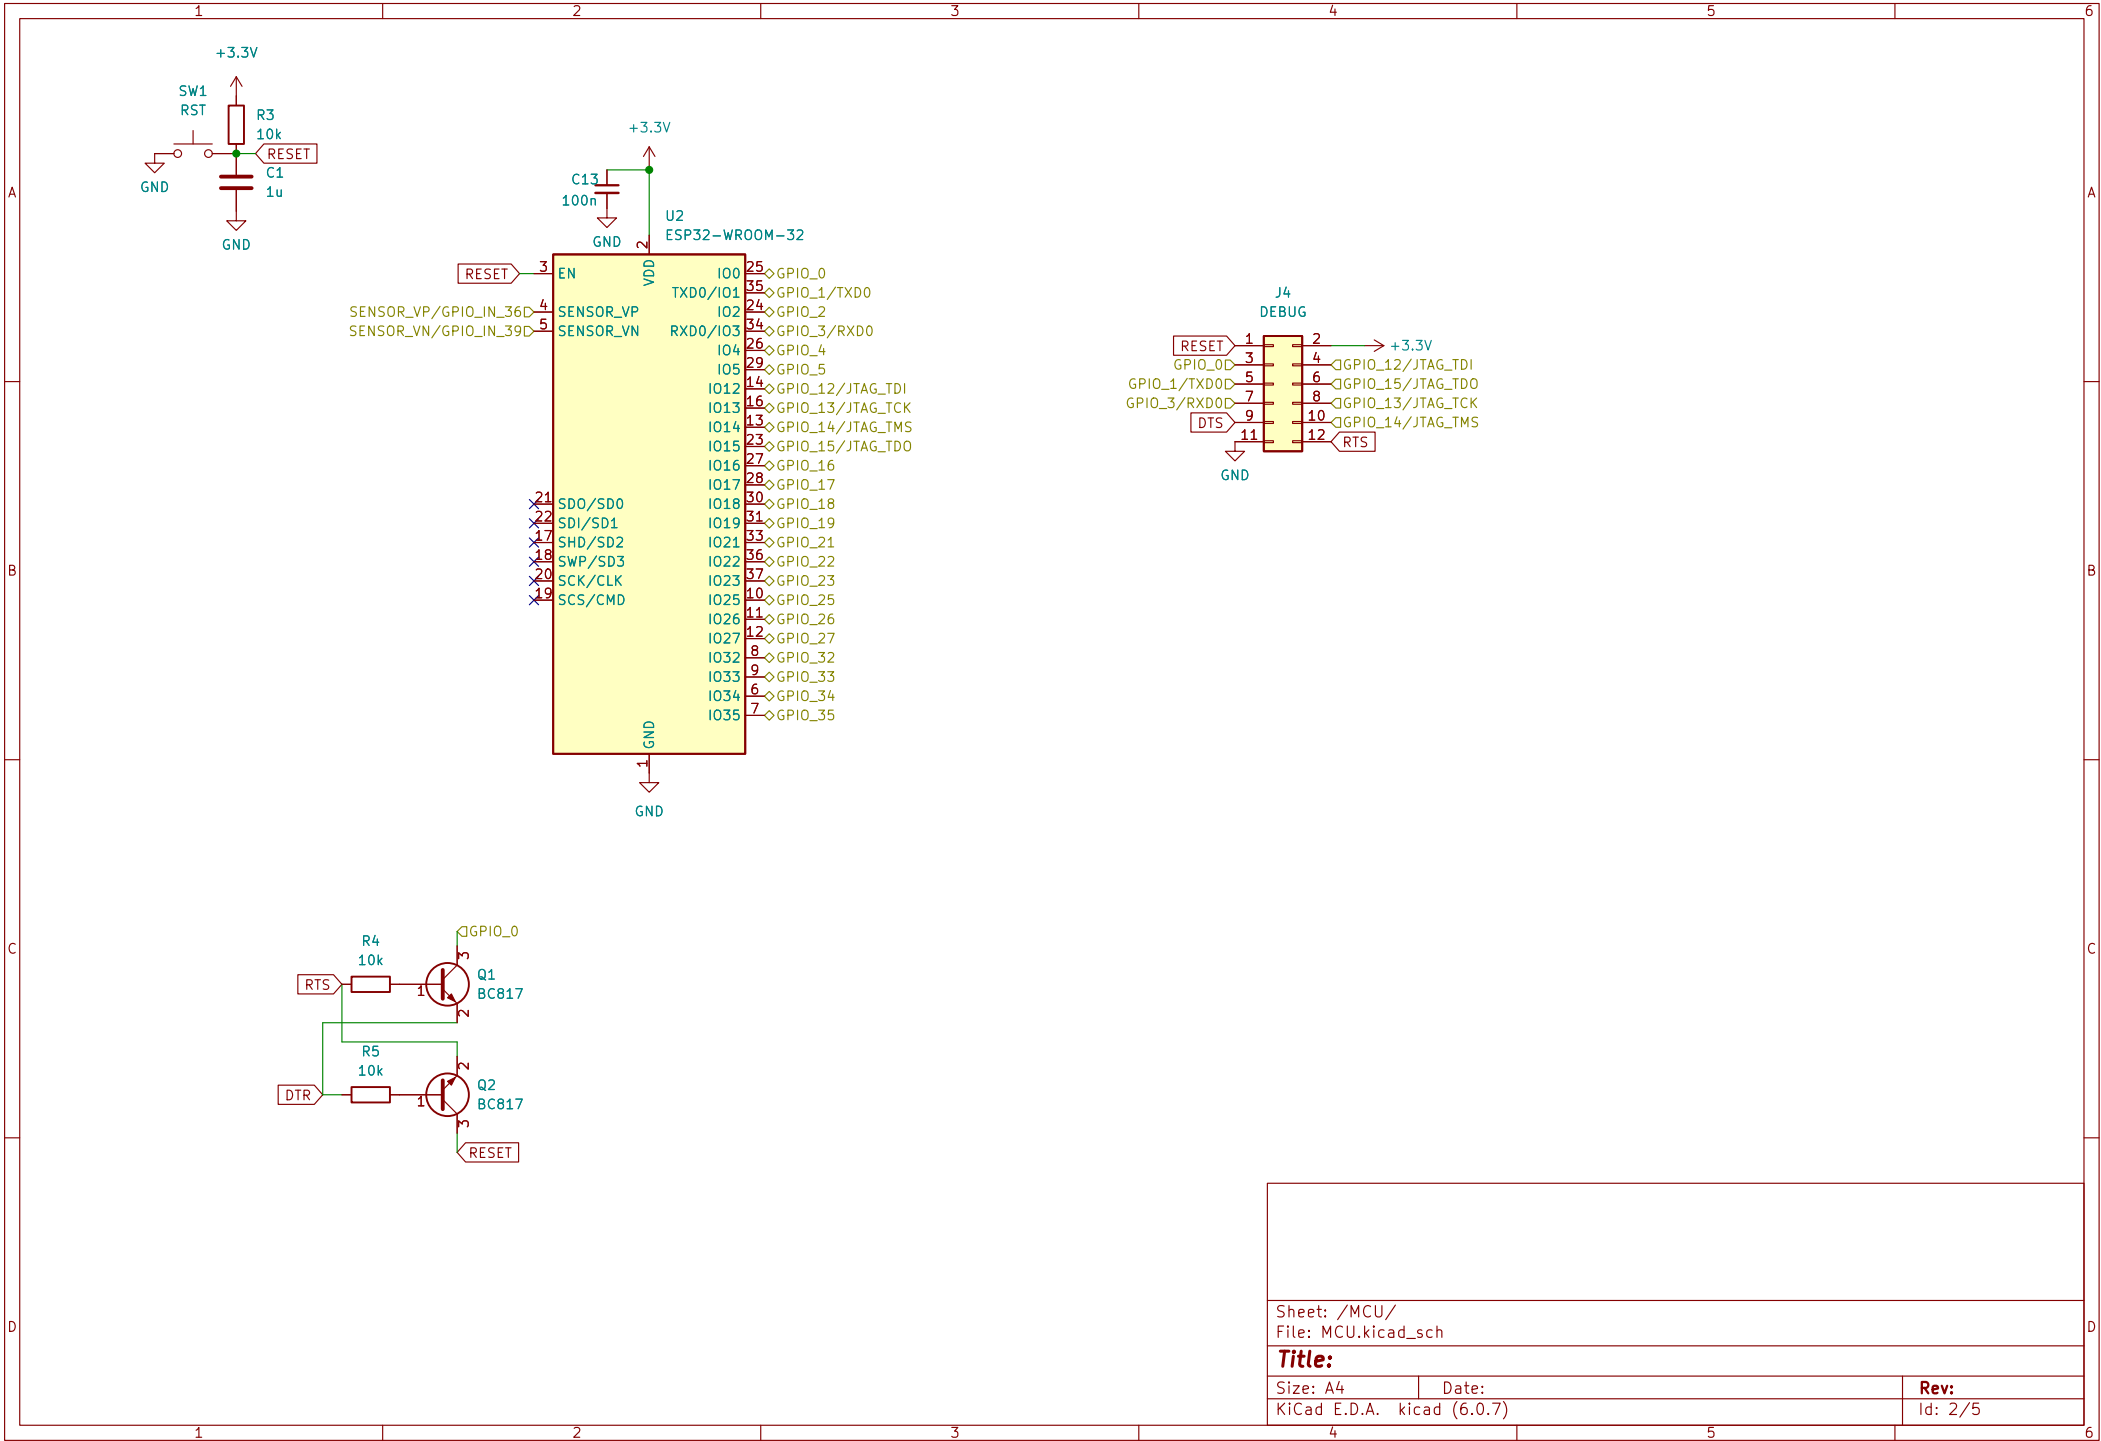 1 2 3 4 5 6
+3.3V
SW1
RST
R3
10k
RESET
C1
1u
GND
GND
+3.3V
C13
100n
GND
U2
ESP32-WROOM-32
2
VDD
RESET 3 EN
SENSOR_VP/GPIO_IN_36 4 SENSOR_VP
SENSOR_VN/GPIO_IN_39 5 SENSOR_VN
21 SDO/SD0
22 SDI/SD1
17 SHD/SD2
18 SWP/SD3
20 SCK/CLK
19 SCS/CMD
IO0 25 GPIO_0
TXD0/IO1 35 GPIO_1/TXD0
IO2 24 GPIO_2
RXD0/IO3 34 GPIO_3/RXD0
IO4 26 GPIO_4
IO5 29 GPIO_5
IO12 14 GPIO_12/JTAG_TDI
IO13 16 GPIO_13/JTAG_TCK
IO14 13 GPIO_14/JTAG_TMS
IO15 23 GPIO_15/JTAG_TDO
IO16 27 GPIO_16
IO17 28 GPIO_17
IO18 30 GPIO_18
IO19 31 GPIO_19
IO21 33 GPIO_21
IO22 36 GPIO_22
IO23 37 GPIO_23
IO25 10 GPIO_25
IO26 11 GPIO_26
IO27 12 GPIO_27
IO32 8 GPIO_32
IO33 9 GPIO_33
IO34 6 GPIO_34
IO35 7 GPIO_35
GND
1
GND
J4
DEBUG
RESET 1 2 +3.3V
GPIO_0 3 4 GPIO_12/JTAG_TDI
GPIO_1/TXD0 5 6 GPIO_15/JTAG_TDO
GPIO_3/RXD0 7 8 GPIO_13/JTAG_TCK
DTS 9 10 GPIO_14/JTAG_TMS
11 12 RTS
GND
GPIO_0
R4
10k
RTS
1
3
2
Q1
BC817
R5
10k
DTR
1
2
3
Q2
BC817
RESET
A A
B B
C C
D D
Sheet: /MCU/
File: MCU.kicad_sch
Title:
Size: A4 Date: Rev:
KiCad E.D.A. kicad (6.0.7) Id: 2/5
1 2 3 4 5 6